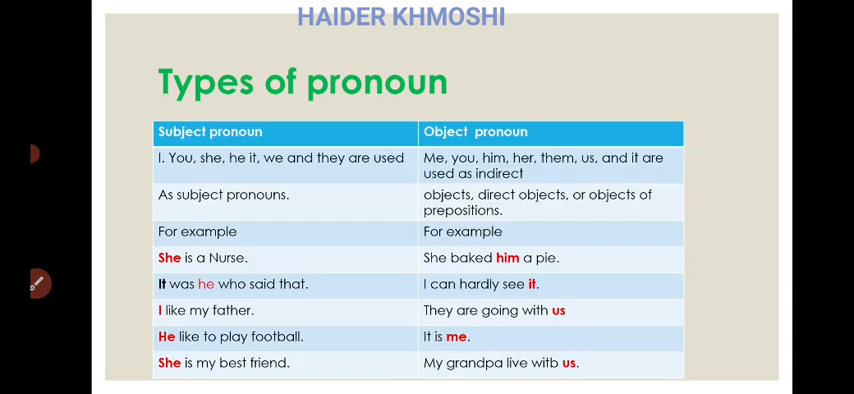 HAIDER KHMOSHI
Types of pronoun
Subject pronoun
Object pronoun
I. You, she, he it, we and they are used
Me, you, him, her, them, us, and it are
used as indirect
As subject pronouns.
objects, direct objects, or objects of
prepositions.
For example
For example
She is a Nurse.
She baked him a pie.
It was he who said that.
I can hardly see it.
I like my father.
They are going with us
He like to play football.
It is me.
She is my best friend.
My grandpa live witb us.